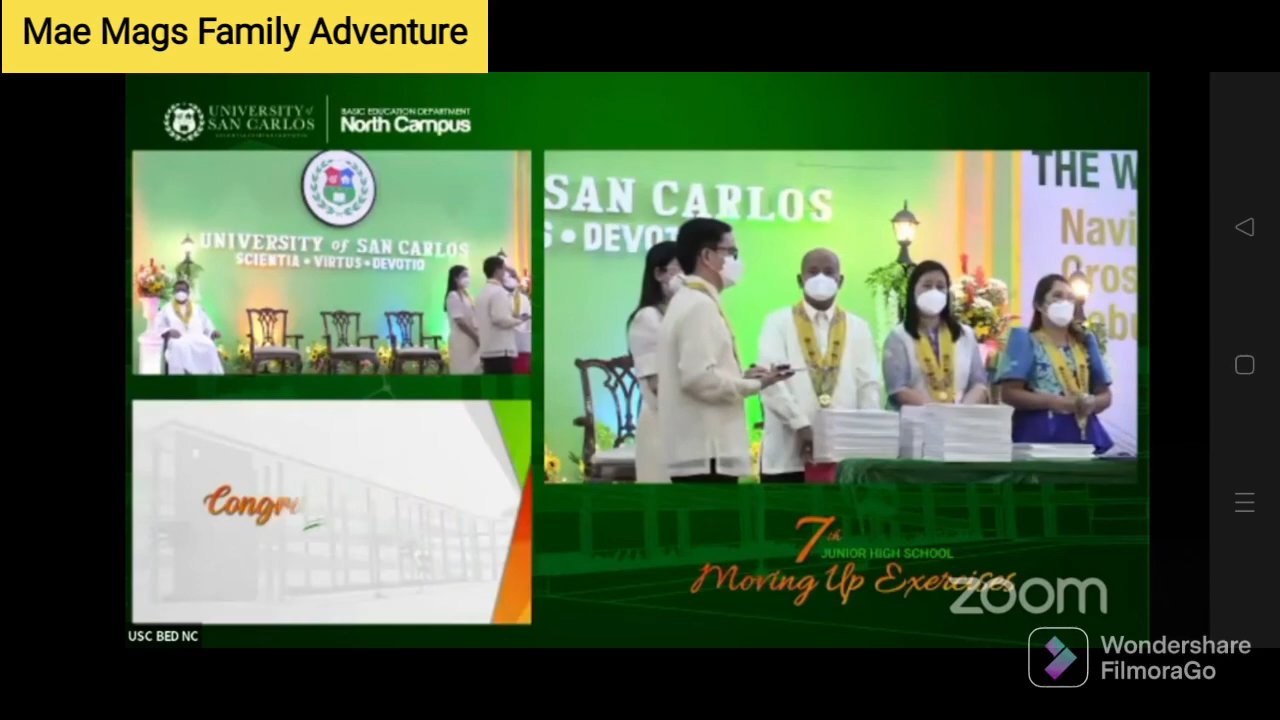 Mae Mags Family Adventure
UNIVERSITY of
SAN CARLOS
BASIC EDUCATION DEPARTMENT
North Campus
UNIVERSITY of SAN CARLOS
SCIENTIA • VIRTUS • DEVOTIO
SAN CARLOS
S • DEVOT
THE W
Navi
Cros
ebu
Congr
7th
JUNIOR HIGH SCHOOL
Moving Up Exercises
zoom
USC BED NC
Wondershare
FilmoraGo